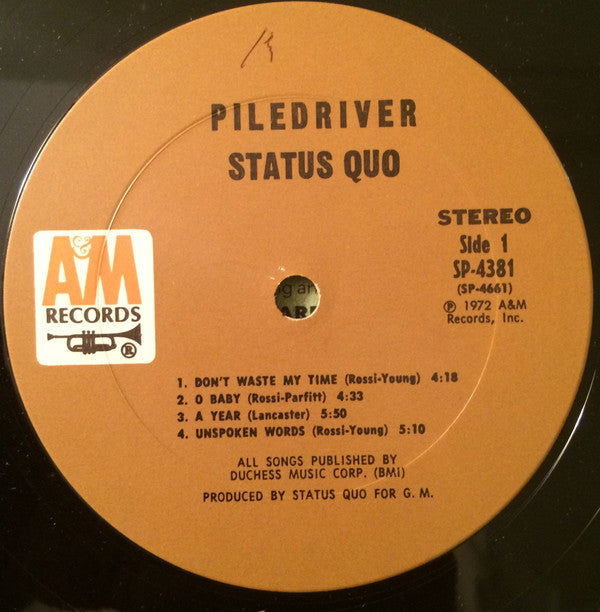 PILEDRIVER
STATUS QUO
STEREO
Side 1
SP-4381
(SP-4661)
℗ 1972 A&M
Records, Inc.
A&M
RECORDS
®
1. DON'T WASTE MY TIME (Rossi-Young) 4:18
2. O BABY (Rossi-Parfitt) 4:33
3. A YEAR (Lancaster) 5:50
4. UNSPOKEN WORDS (Rossi-Young) 5:10
ALL SONGS PUBLISHED BY
DUCHESS MUSIC CORP. (BMI)
PRODUCED BY STATUS QUO FOR G. M.